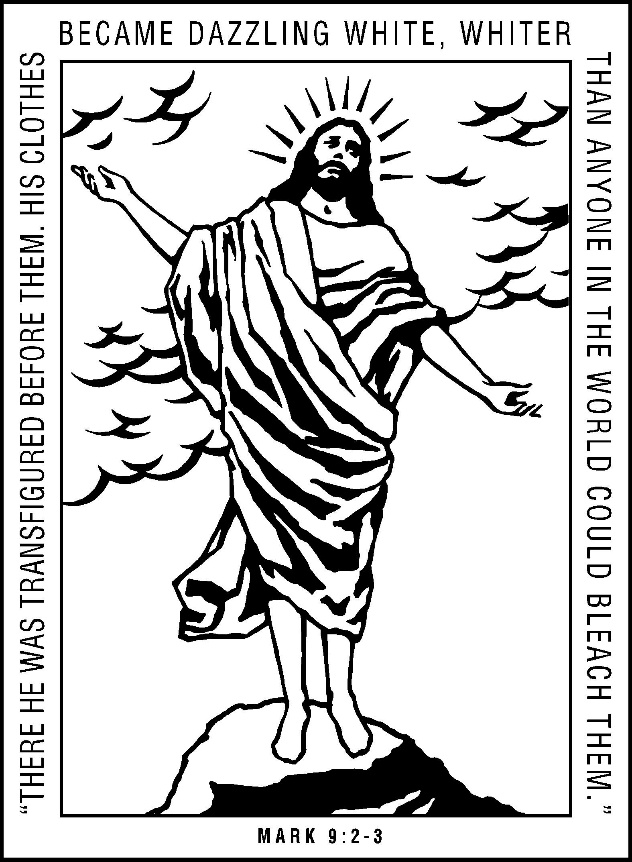 “THERE HE WAS TRANSFIGURED BEFORE THEM. HIS CLOTHES
BECAME DAZZLING WHITE, WHITER
THAN ANYONE IN THE WORLD COULD BLEACH THEM.”
MARK 9:2-3